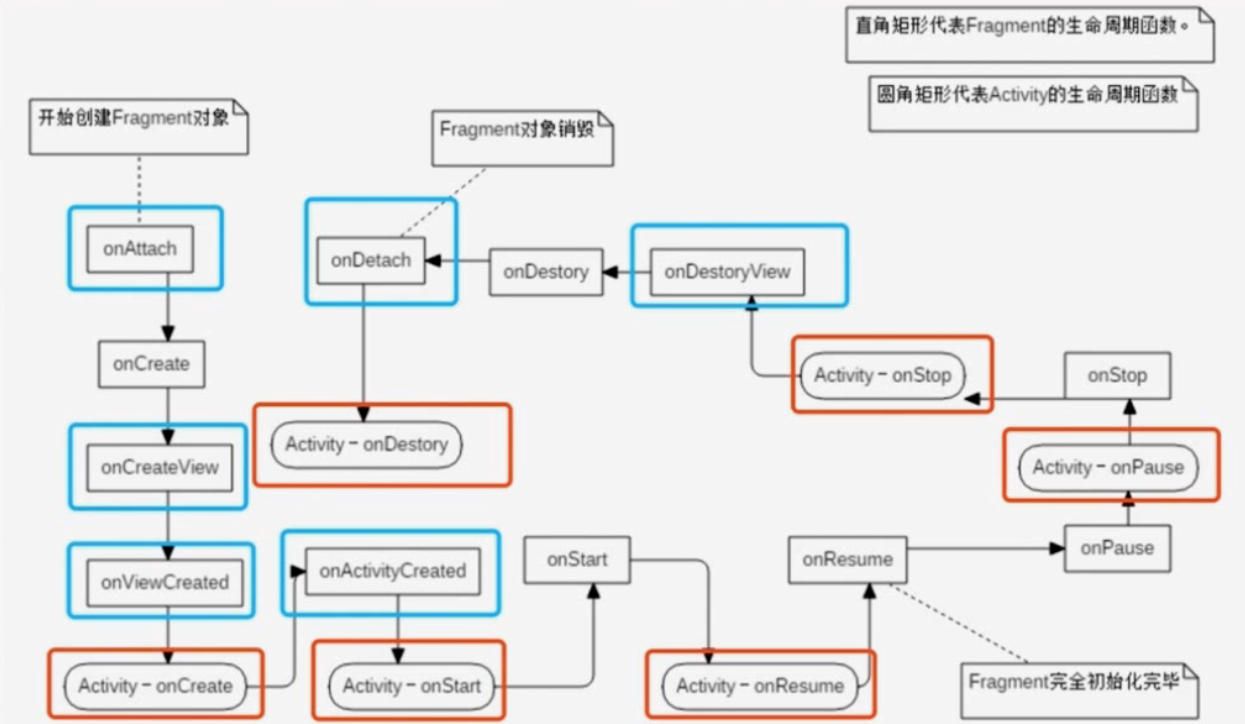 直角矩形代表Fragment的生命周期函数。
圆角矩形代表Activity的生命周期函数
开始创建Fragment对象
Fragment对象销毁
onAttach
onDetach
onDestory
onDestoryView
onCreate
Activity - onStop
onStop
Activity - onDestory
onCreateView
Activity - onPause
onViewCreated
onActivityCreated
onStart
onResume
onPause
Activity - onCreate
Activity - onStart
Activity - onResume
Fragment完全初始化完毕